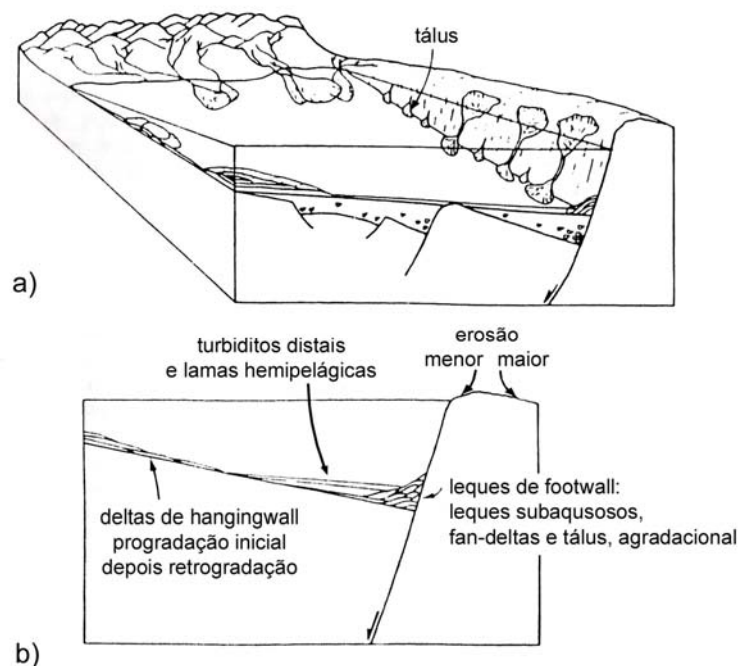 tálus
a)
turbiditos distais
e lamas hemipelágicas
erosão
menor maior
deltas de hangingwall
progradação inicial
depois retrogradação
leques de footwall:
leques subaqusosos,
fan-deltas e tálus, agradacional
b)